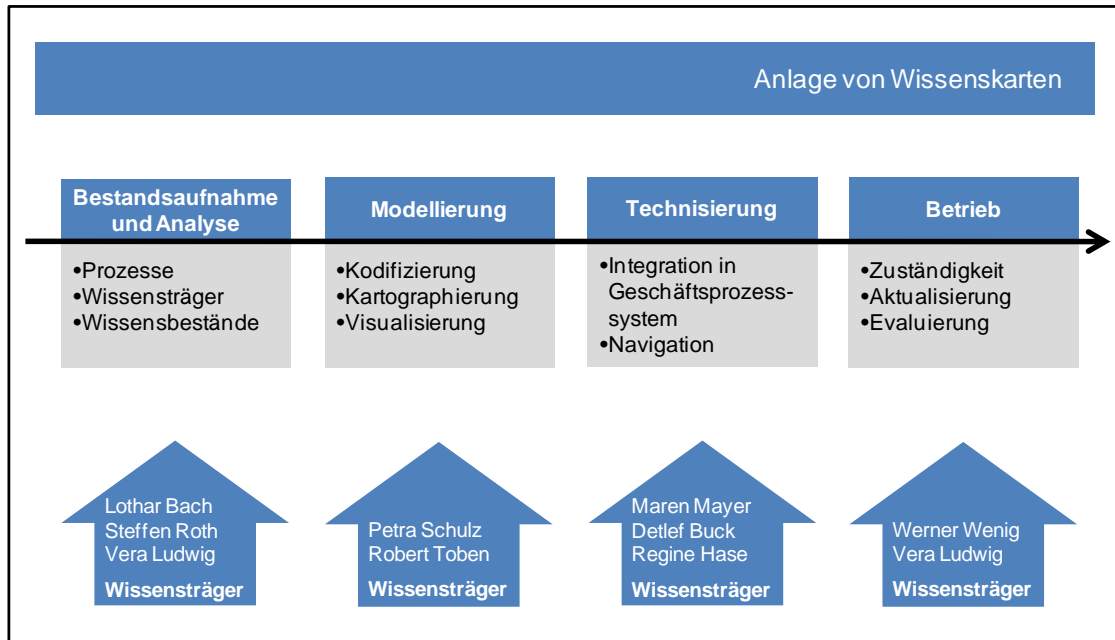 Anlage von Wissenskarten
Bestandsaufnahme
und Analyse
•Prozesse
•Wissensträger
•Wissensbestände
Modellierung
•Kodifizierung
•Kartographierung
•Visualisierung
Technisierung
•Integration in
Geschäftsprozess-
system
•Navigation
Betrieb
•Zuständigkeit
•Aktualisierung
•Evaluierung
Lothar Bach
Steffen Roth
Vera Ludwig
Wissensträger
Petra Schulz
Robert Toben
Wissensträger
Maren Mayer
Detlef Buck
Regine Hase
Wissensträger
Werner Wenig
Vera Ludwig
Wissensträger